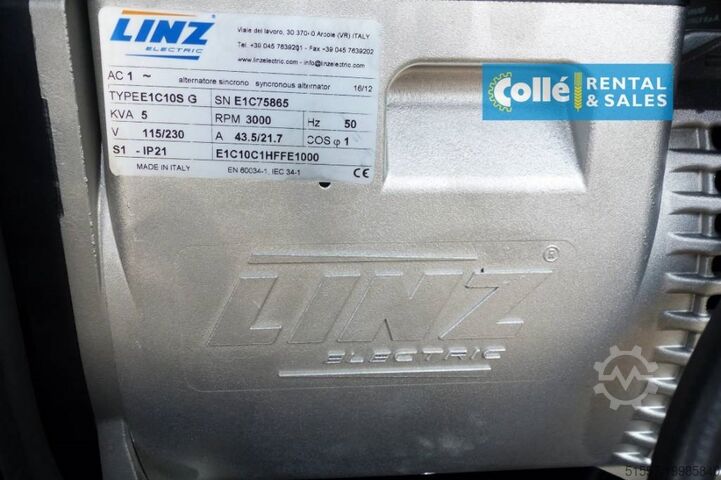 LINZ
ELECTRIC
Viale del lavoro, 30 37040 Arcole (VR) ITALY
Tel. +39 045 7639201 - Fax +39 045 7639202
www.linzelectric.com - info@linzelectric.com
AC 1 ~ alternatore sincrono syncronous alternator 16/12
TYPE E1C10S G SN E1C75865
KVA 5 RPM 3000 Hz 50
V 115/230 A 43.5/21.7 COS φ 1
S1 - IP21 E1C10C1HFFE1000
MADE IN ITALY EN 60034-1, IEC 34-1 CE
Collé RENTAL & SALES
LINZ
ELECTRIC